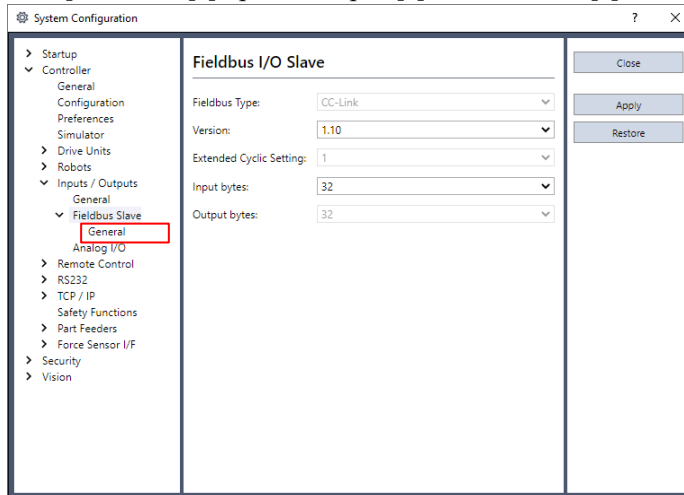 System Configuration
?
Startup
Controller
General
Configuration
Preferences
Simulator
Drive Units
Robots
Inputs / Outputs
General
Fieldbus Slave
General
Analog I/O
Remote Control
RS232
TCP / IP
Safety Functions
Part Feeders
Force Sensor I/F
Security
Vision
Fieldbus I/O Slave
Fieldbus Type: CC-Link
Version: 1.10
Extended Cyclic Setting: 1
Input bytes: 32
Output bytes: 32
Close
Apply
Restore